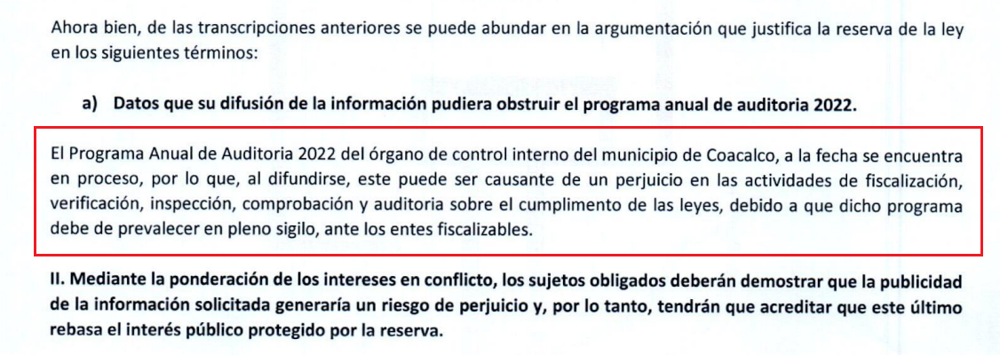 Ahora bien, de las transcripciones anteriores se puede abundar en la argumentación que justifica la reserva de la ley
en los siguientes términos:
a) Datos que su difusión de la información pudiera obstruir el programa anual de auditoria 2022.
El Programa Anual de Auditoria 2022 del órgano de control interno del municipio de Coacalco, a la fecha se encuentra
en proceso, por lo que, al difundirse, este puede ser causante de un perjuicio en las actividades de fiscalización,
verificación, inspección, comprobación y auditoria sobre el cumplimento de las leyes, debido a que dicho programa
debe de prevalecer en pleno sigilo, ante los entes fiscalizables.
II. Mediante la ponderación de los intereses en conflicto, los sujetos obligados deberán demostrar que la publicidad
de la información solicitada generaría un riesgo de perjuicio y, por lo tanto, tendrán que acreditar que este último
rebasa el interés público protegido por la reserva.